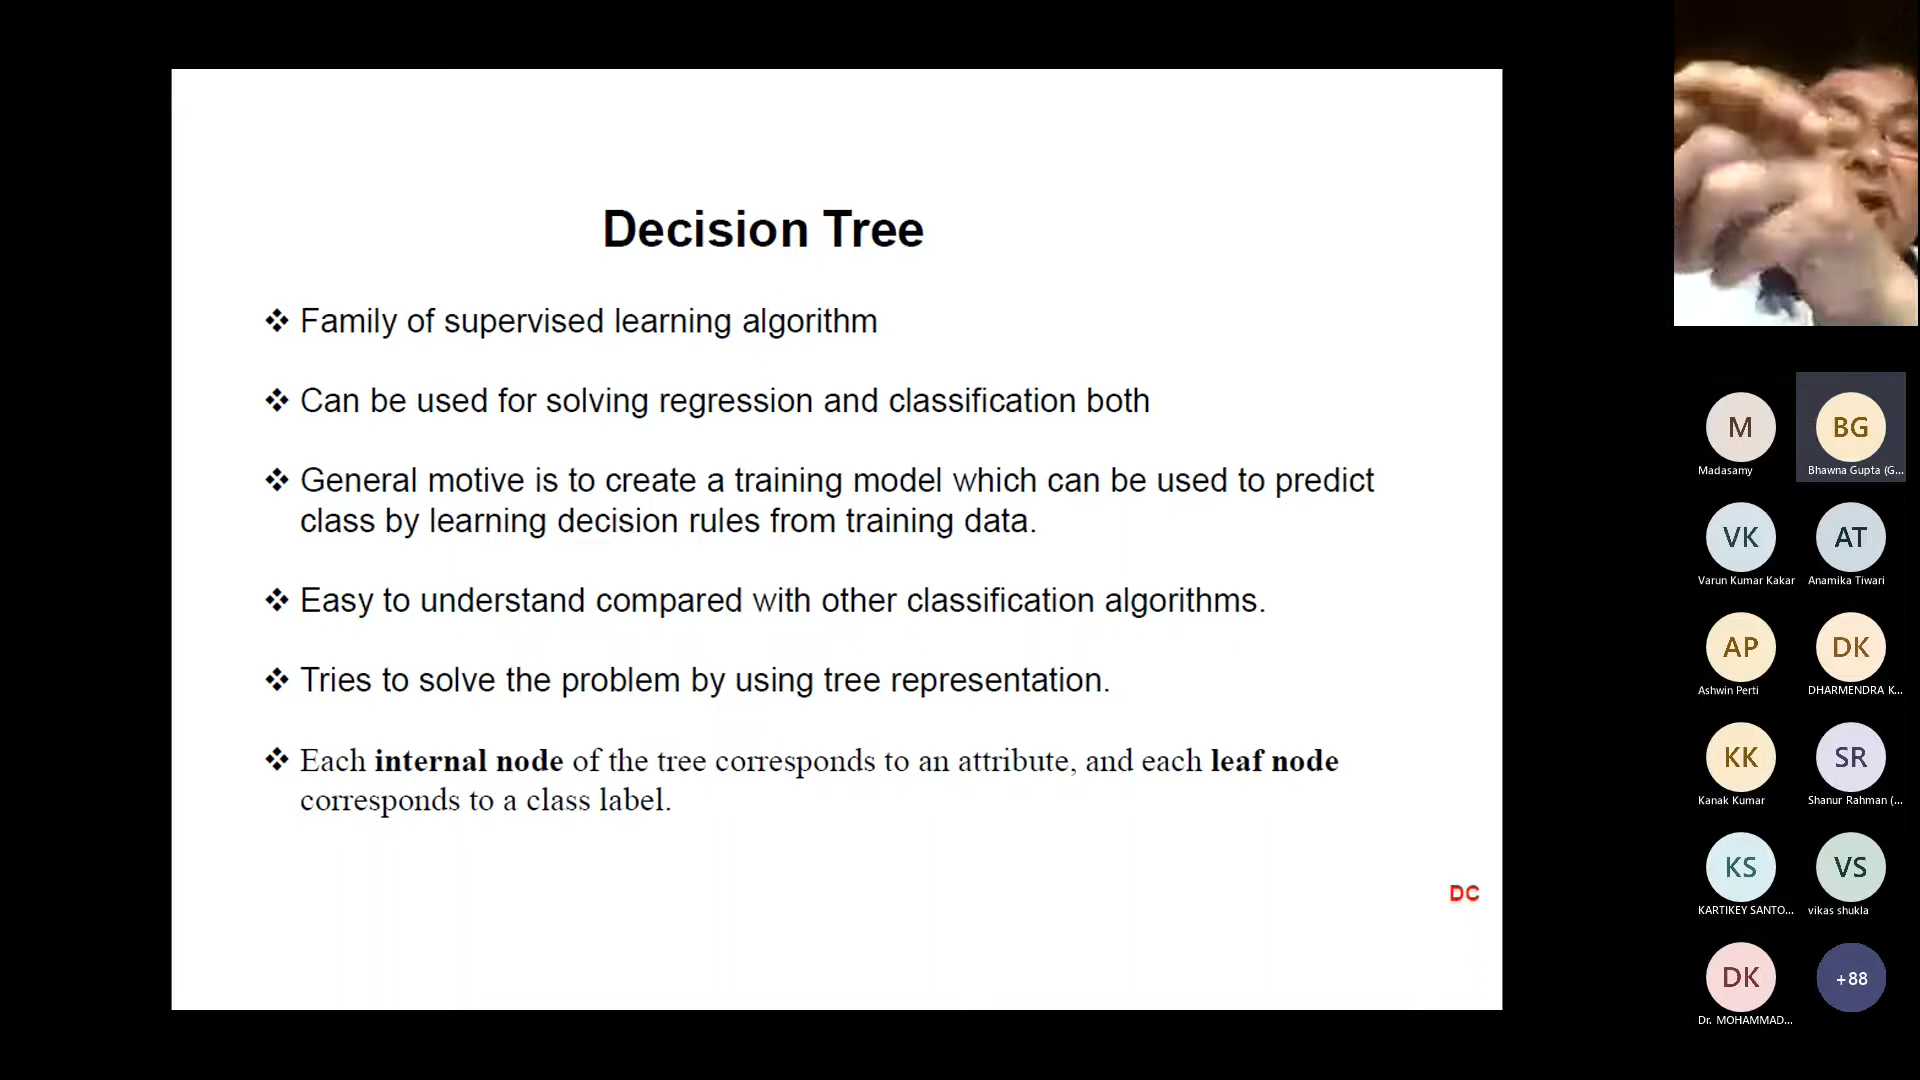 Decision Tree
❖ Family of supervised learning algorithm
❖ Can be used for solving regression and classification both
❖ General motive is to create a training model which can be used to predict
class by learning decision rules from training data.
❖ Easy to understand compared with other classification algorithms.
❖ Tries to solve the problem by using tree representation.
❖ Each internal node of the tree corresponds to an attribute, and each leaf node
corresponds to a class label.
DC
M
Madasamy
BG
Bhawna Gupta (G...
VK
Varun Kumar Kakar
AT
Anamika Tiwari
AP
Ashwin Perti
DK
DHARMENDRA K...
KK
Kanak Kumar
SR
Shanur Rahman (...
KS
KARTIKEY SANTO...
VS
vikas shukla
DK
Dr. MOHAMMAD...
+88